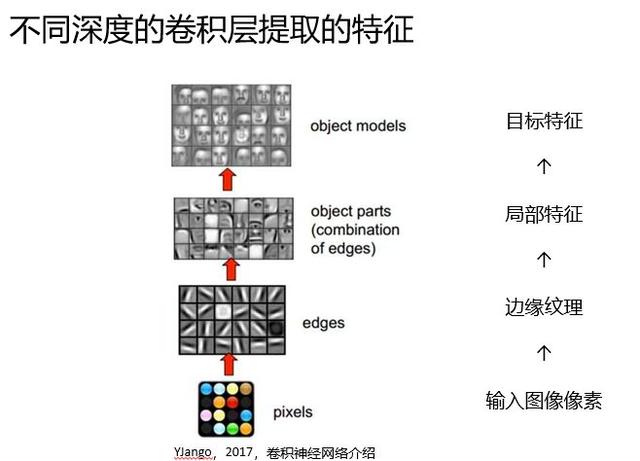 不同深度的卷积层提取的特征
object models
目标特征
↑
object parts
(combination
of edges)
局部特征
↑
edges
边缘纹理
↑
pixels
输入图像像素
YJango，2017，卷积神经网络介绍